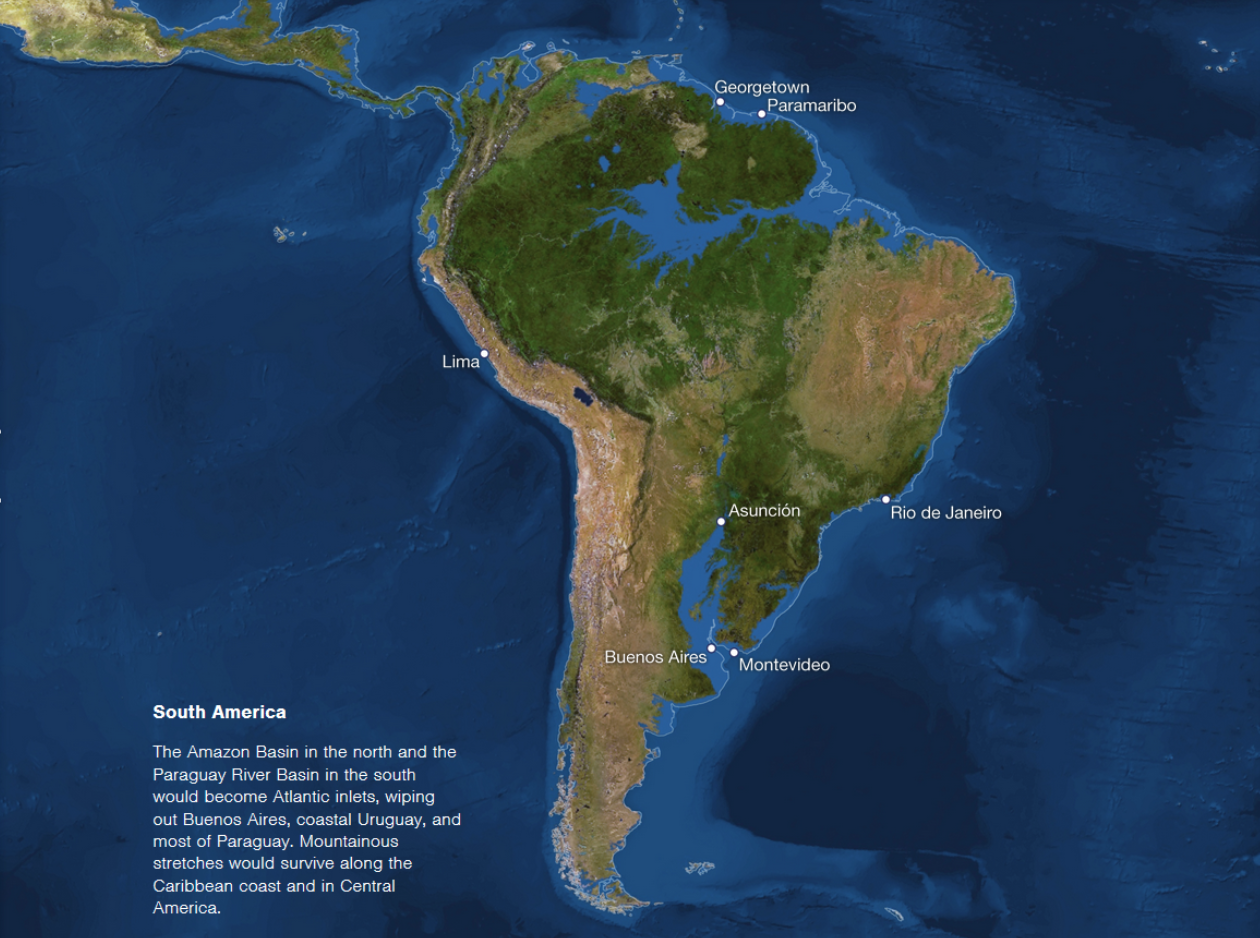 Georgetown
Paramaribo
Lima
Asunción
Rio de Janeiro
Buenos Aires
Montevideo
South America
The Amazon Basin in the north and the
Paraguay River Basin in the south
would become Atlantic inlets, wiping
out Buenos Aires, coastal Uruguay, and
most of Paraguay. Mountainous
stretches would survive along the
Caribbean coast and in Central
America.